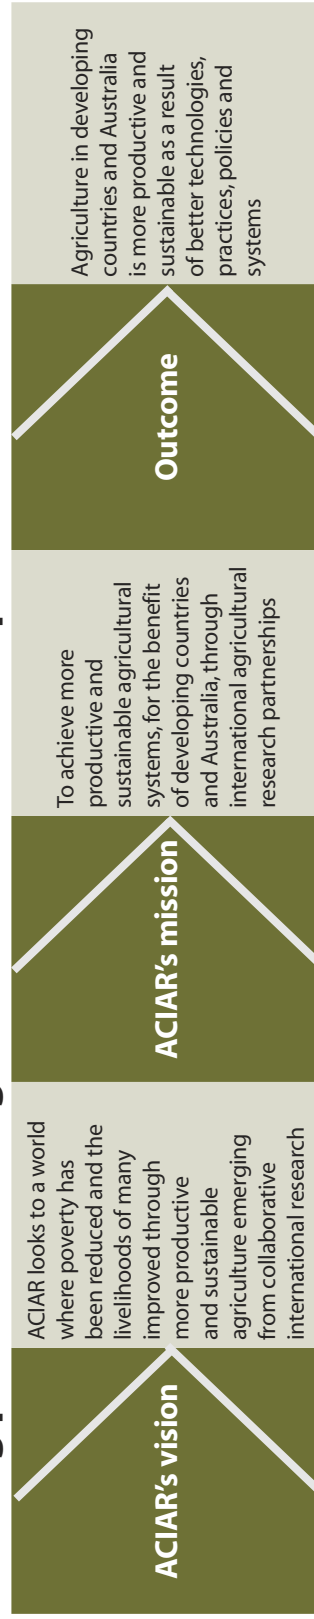 ACIAR's vision
ACIAR looks to a world
where poverty has
been reduced and the
livelihoods of many
improved through
more productive
and sustainable
agriculture emerging
from collaborative
international research
ACIAR's mission
To achieve more
productive and
sustainable agricultural
systems, for the benefit
of developing countries
and Australia, through
international agricultural
research partnerships
Outcome
Agriculture in developing
countries and Australia
is more productive and
sustainable as a result
of better technologies,
practices, policies and
systems